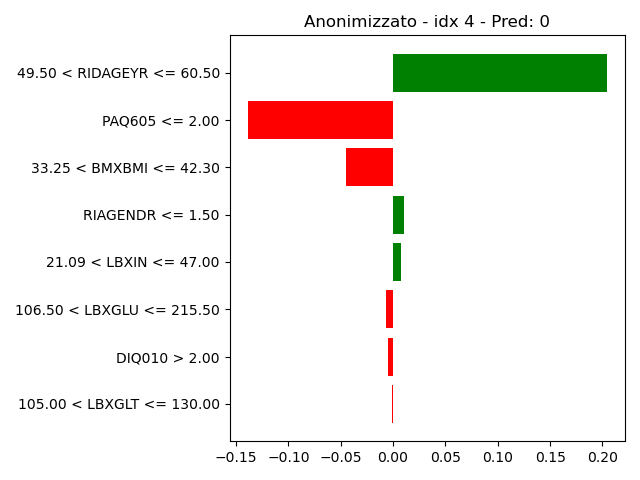 Anonimizzato - idx 4 - Pred: 0
49.50 < RIDAGEYR <= 60.50
PAQ605 <= 2.00
33.25 < BMXBMI <= 42.30
RIAGENDR <= 1.50
21.09 < LBXIN <= 47.00
106.50 < LBXGLU <= 215.50
DIQ010 > 2.00
105.00 < LBXGLT <= 130.00
−0.15 −0.10 −0.05 0.00 0.05 0.10 0.15 0.20